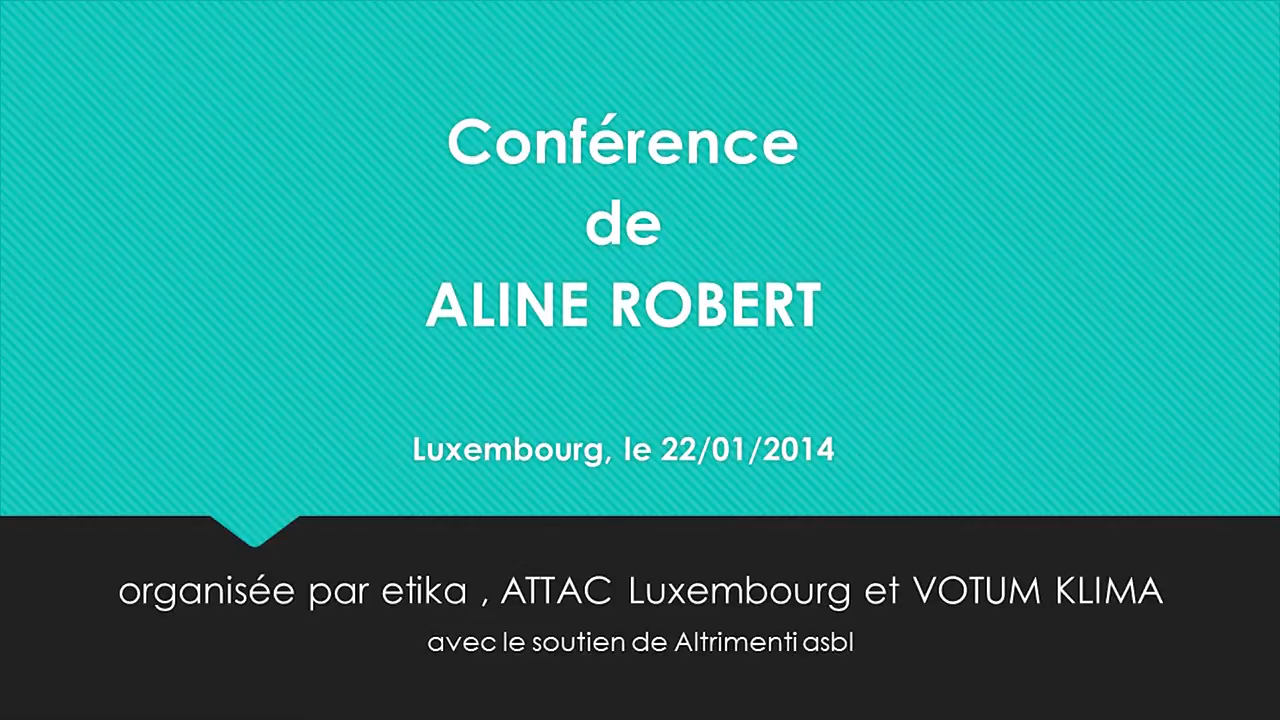 Conférence
de
ALINE ROBERT
Luxembourg, le 22/01/2014
organisée par etika , ATTAC Luxembourg et VOTUM KLIMA
avec le soutien de Altrimenti asbl